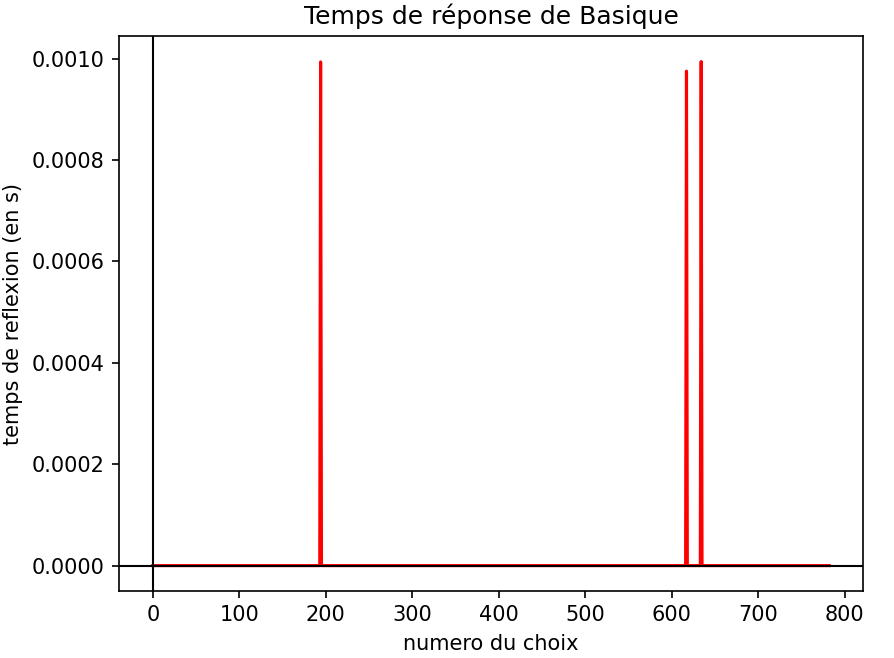 Temps de réponse de Basique
temps de reflexion (en s)
0.0010
0.0008
0.0006
0.0004
0.0002
0.0000
0 100 200 300 400 500 600 700 800
numero du choix